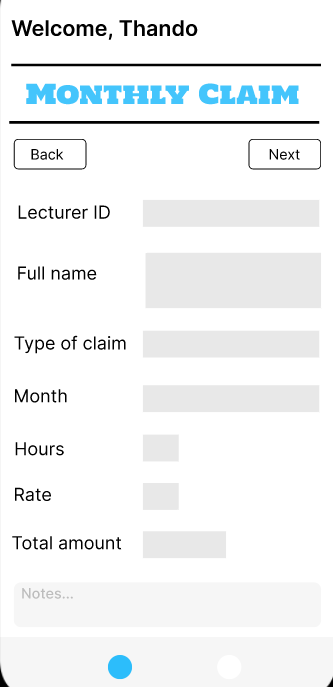 Welcome, Thando
Monthly Claim
Back Next
Lecturer ID
Full name
Type of claim
Month
Hours
Rate
Total amount
Notes...